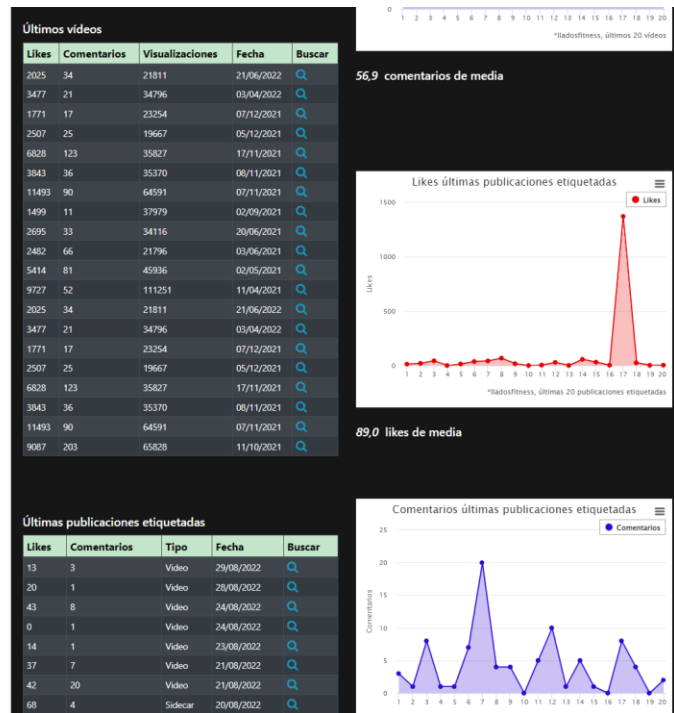 Últimos vídeos
Likes Comentarios Visualizaciones Fecha Buscar
2025 34 21811 21/06/2022
3477 21 34796 03/04/2022
1771 17 23254 07/12/2021
2507 25 19667 05/12/2021
6828 123 35827 17/11/2021
3843 36 35370 08/11/2021
11493 90 64591 07/11/2021
1499 11 37979 02/09/2021
2695 33 34116 20/06/2021
2482 66 21796 03/06/2021
5414 81 45936 02/05/2021
9727 52 111251 11/04/2021
2025 34 21811 21/06/2022
3477 21 34796 03/04/2022
1771 17 23254 07/12/2021
2507 25 19667 05/12/2021
6828 123 35827 17/11/2021
3843 36 35370 08/11/2021
11493 90 64591 07/11/2021
9087 203 65828 11/10/2021
Últimas publicaciones etiquetadas
Likes Comentarios Tipo Fecha Buscar
13 3 Video 29/08/2022
20 1 Video 28/08/2022
43 8 Video 24/08/2022
0 1 Video 24/08/2022
14 1 Video 23/08/2022
37 7 Video 21/08/2022
42 20 Video 21/08/2022
68 4 Sidecar 20/08/2022
0
1 2 3 4 5 6 7 8 9 10 11 12 13 14 15 16 17 18 19 20
*lladosfitness, últimos 20 vídeos
56,9 comentarios de media
Likes últimas publicaciones etiquetadas
Likes
1500
1000
500
0
Likes
1 2 3 4 5 6 7 8 9 10 11 12 13 14 15 16 17 18 19 20
*lladosfitness, últimas 20 publicaciones etiquetadas
89,0 likes de media
Comentarios últimas publicaciones etiquetadas
Comentarios
25
20
15
10
5
0
Comentarios
1 2 3 4 5 6 7 8 9 10 11 12 13 14 15 16 17 18 19 20